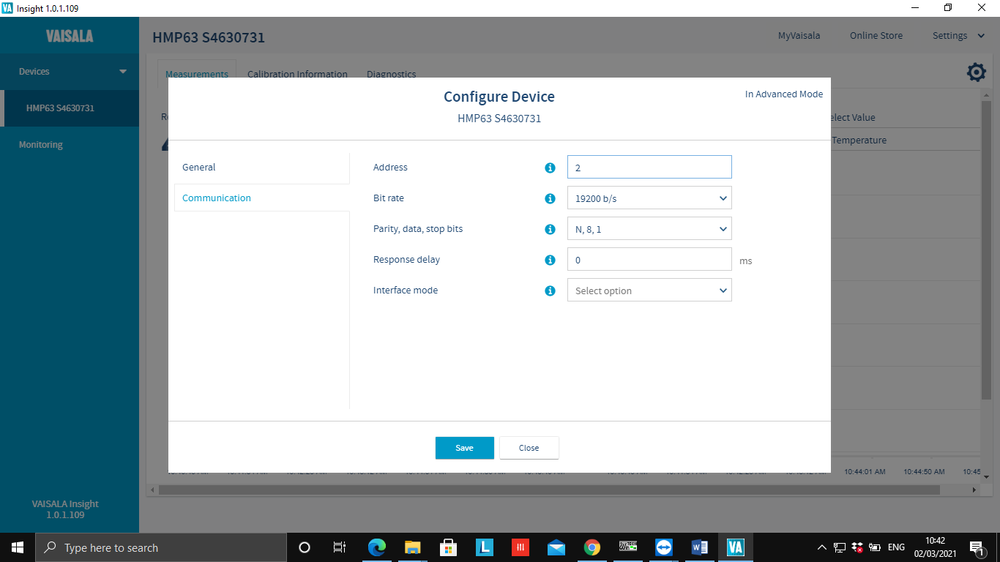 Insight 1.0.1.109
VAISALA
HMP63 S4630731
MyVaisala
Online Store
Settings
Devices
HMP63 S4630731
Monitoring
Measurements
Calibration Information
Diagnostics
Configure Device
In Advanced Mode
HMP63 S4630731
Value
Temperature
General
Communication
Address
2
Bit rate
19200 b/s
Parity, data, stop bits
N, 8, 1
Response delay
0
ms
Interface mode
Select option
Save
Close
10:44:01 AM
10:44:50 AM
VAISALA Insight
1.0.1.109
Type here to search
ENG
10:42
02/03/2021